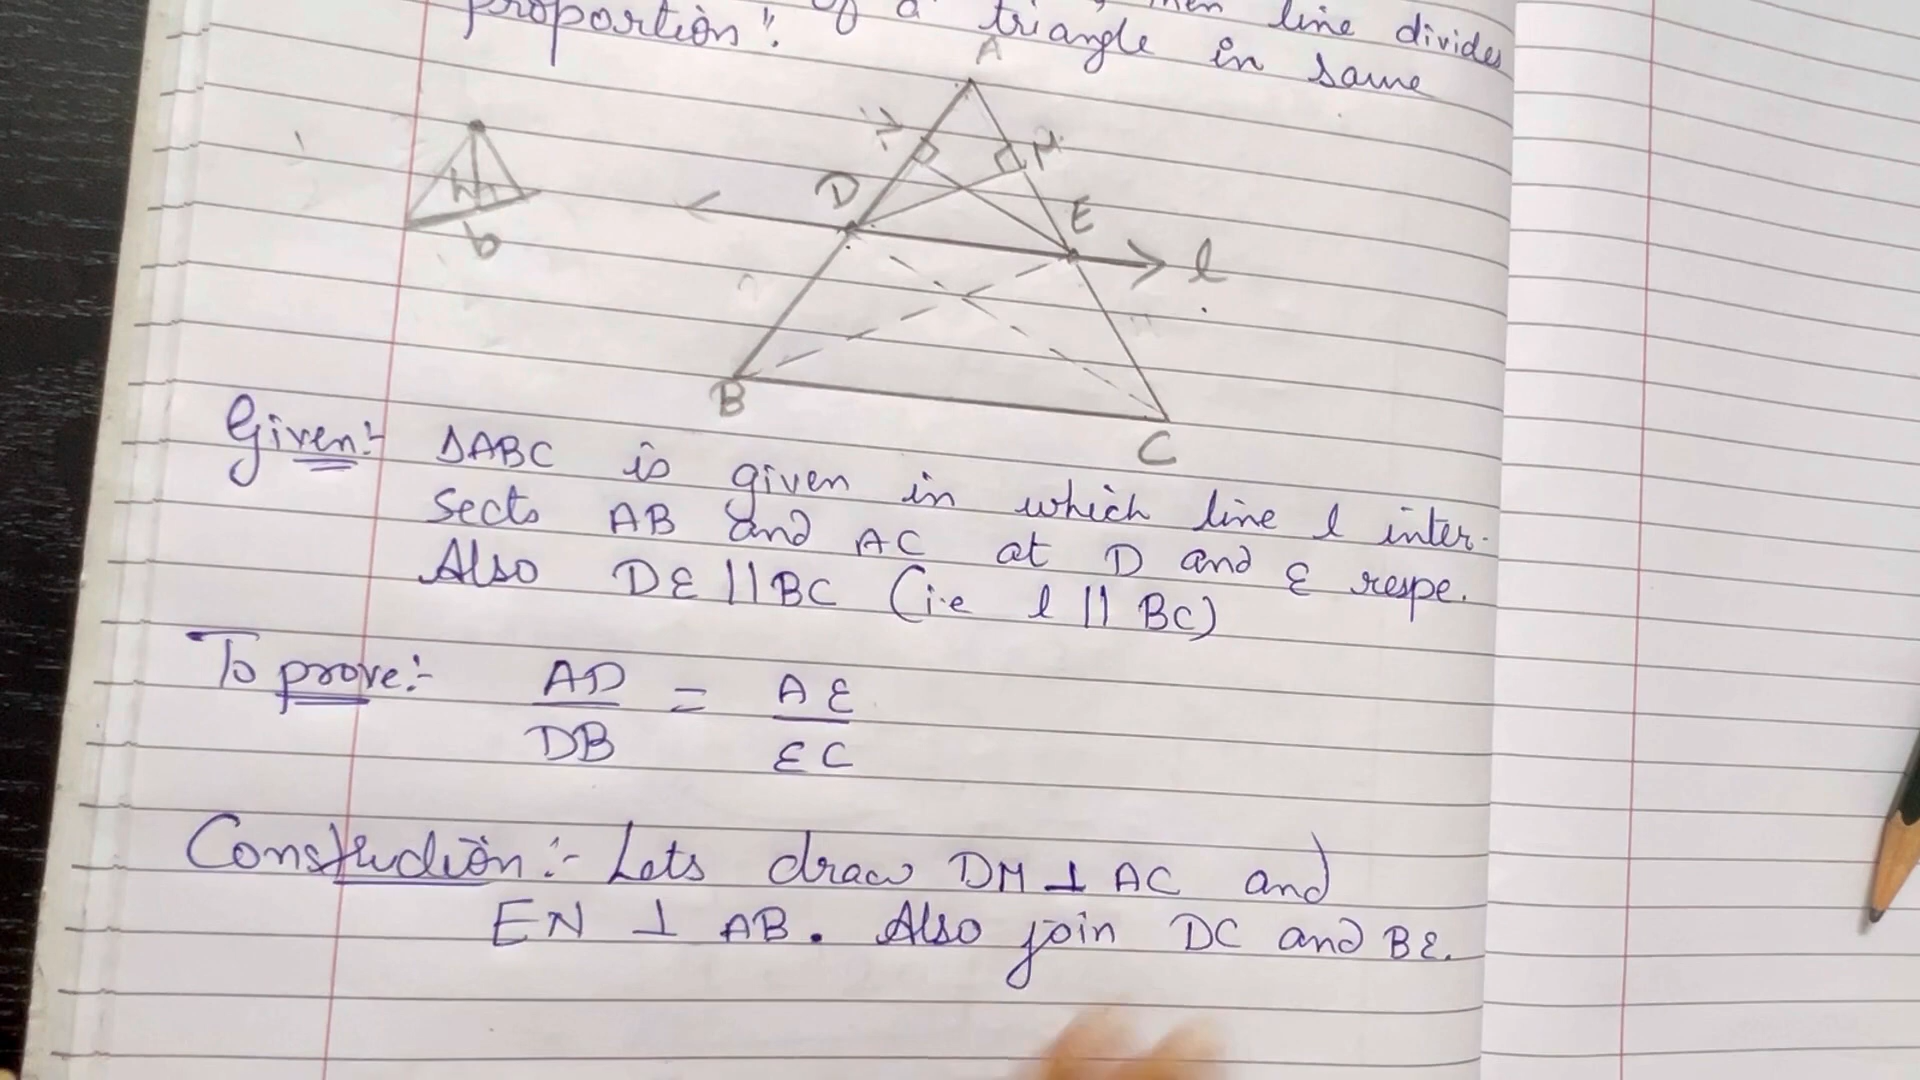 of a line divides
proportion". triangle in same
A
N M
D E
h l
b
B
C
Given:- ΔABC is given in which line l inter-
sects AB and AC at D and E respe.
Also DE || BC (i.e l || BC)
To prove:- AD/DB = AE/EC
Construction:- Lets draw DM ⊥ AC and
EN ⊥ AB. Also join DC and BE.